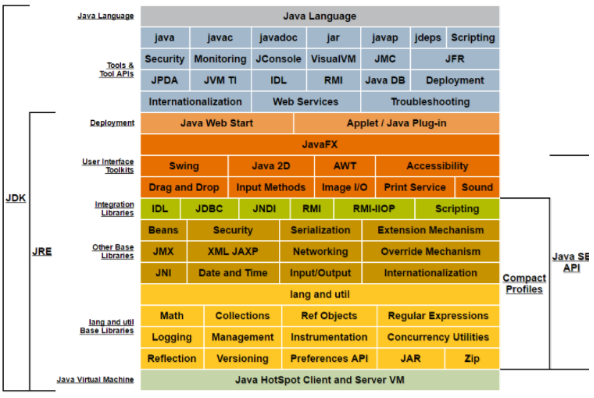 Java Language Java Language
java javac javadoc jar javap jdeps Scripting
Tools & Tool APIs Security Monitoring JConsole VisualVM JMC JFR
JPDA JVM TI IDL RMI Java DB Deployment
Internationalization Web Services Troubleshooting
Deployment Java Web Start Applet / Java Plug-in
JavaFX
User Interface Toolkits Swing Java 2D AWT Accessibility
Drag and Drop Input Methods Image I/O Print Service Sound
Integration Libraries IDL JDBC JNDI RMI RMI-IIOP Scripting
JDK
Beans Security Serialization Extension Mechanism
JRE
Other Base Libraries JMX XML JAXP Networking Override Mechanism
Java SE API
JNI Date and Time Input/Output Internationalization
Compact Profiles
lang and util
Math Collections Ref Objects Regular Expressions
lang and util Base Libraries Logging Management Instrumentation Concurrency Utilities
Reflection Versioning Preferences API JAR Zip
Java Virtual Machine Java HotSpot Client and Server VM